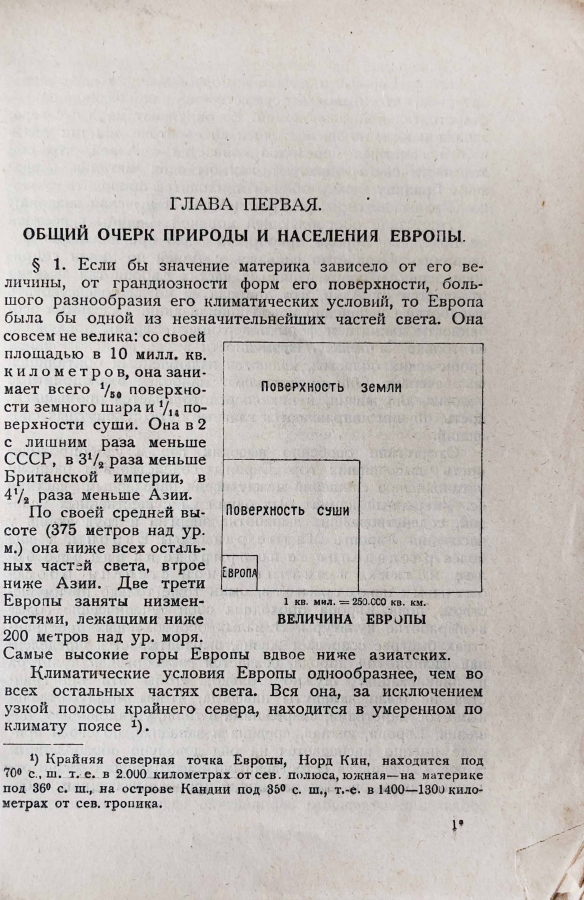 ГЛАВА ПЕРВАЯ.
ОБЩИЙ ОЧЕРК ПРИРОДЫ И НАСЕЛЕНИЯ ЕВРОПЫ.
§ 1. Если бы значение материка зависело от его ве-
личины, от грандиозности форм его поверхности, боль-
шого разнообразия его климатических условий, то Европа
была бы одной из незначительнейших частей света. Она
совсем не велика: со своей
площадью в 10 милл. кв.
километров, она зани-
мает всего 1/50 поверхно-
сти земного шара и 1/14 по-
верхности суши. Она в 2
с лишним раза меньше
СССР, в 3 1/2 раза меньше
Британской империи, в
4 1/2 раза меньше Азии.
По своей средней вы-
соте (375 метров над ур.
м.) она ниже всех осталь-
ных частей света, втрое
ниже Азии. Две трети
Европы заняты низмен-
ностями, лежащими ниже
200 метров над ур. моря.
Поверхность земли
Поверхность суши
Европа
1 кв. мил. = 250.000 кв. км.
ВЕЛИЧИНА ЕВРОПЫ
Самые высокие горы Европы вдвое ниже азиатских.
Климатические условия Европы однообразнее, чем во
всех остальных частях света. Вся она, за исключением
узкой полосы крайнего севера, находится в умеренном по
климату поясе ¹).
¹) Крайняя северная точка Европы, Норд Кин, находится под
70° с., ш. т. е. в 2.000 километрах от сев. полюса, южная—на материке
под 36° с. ш., на острове Кандии под 35° с. ш., т.-е. в 1400—1300 кило-
метрах от сев. тропика.
1*